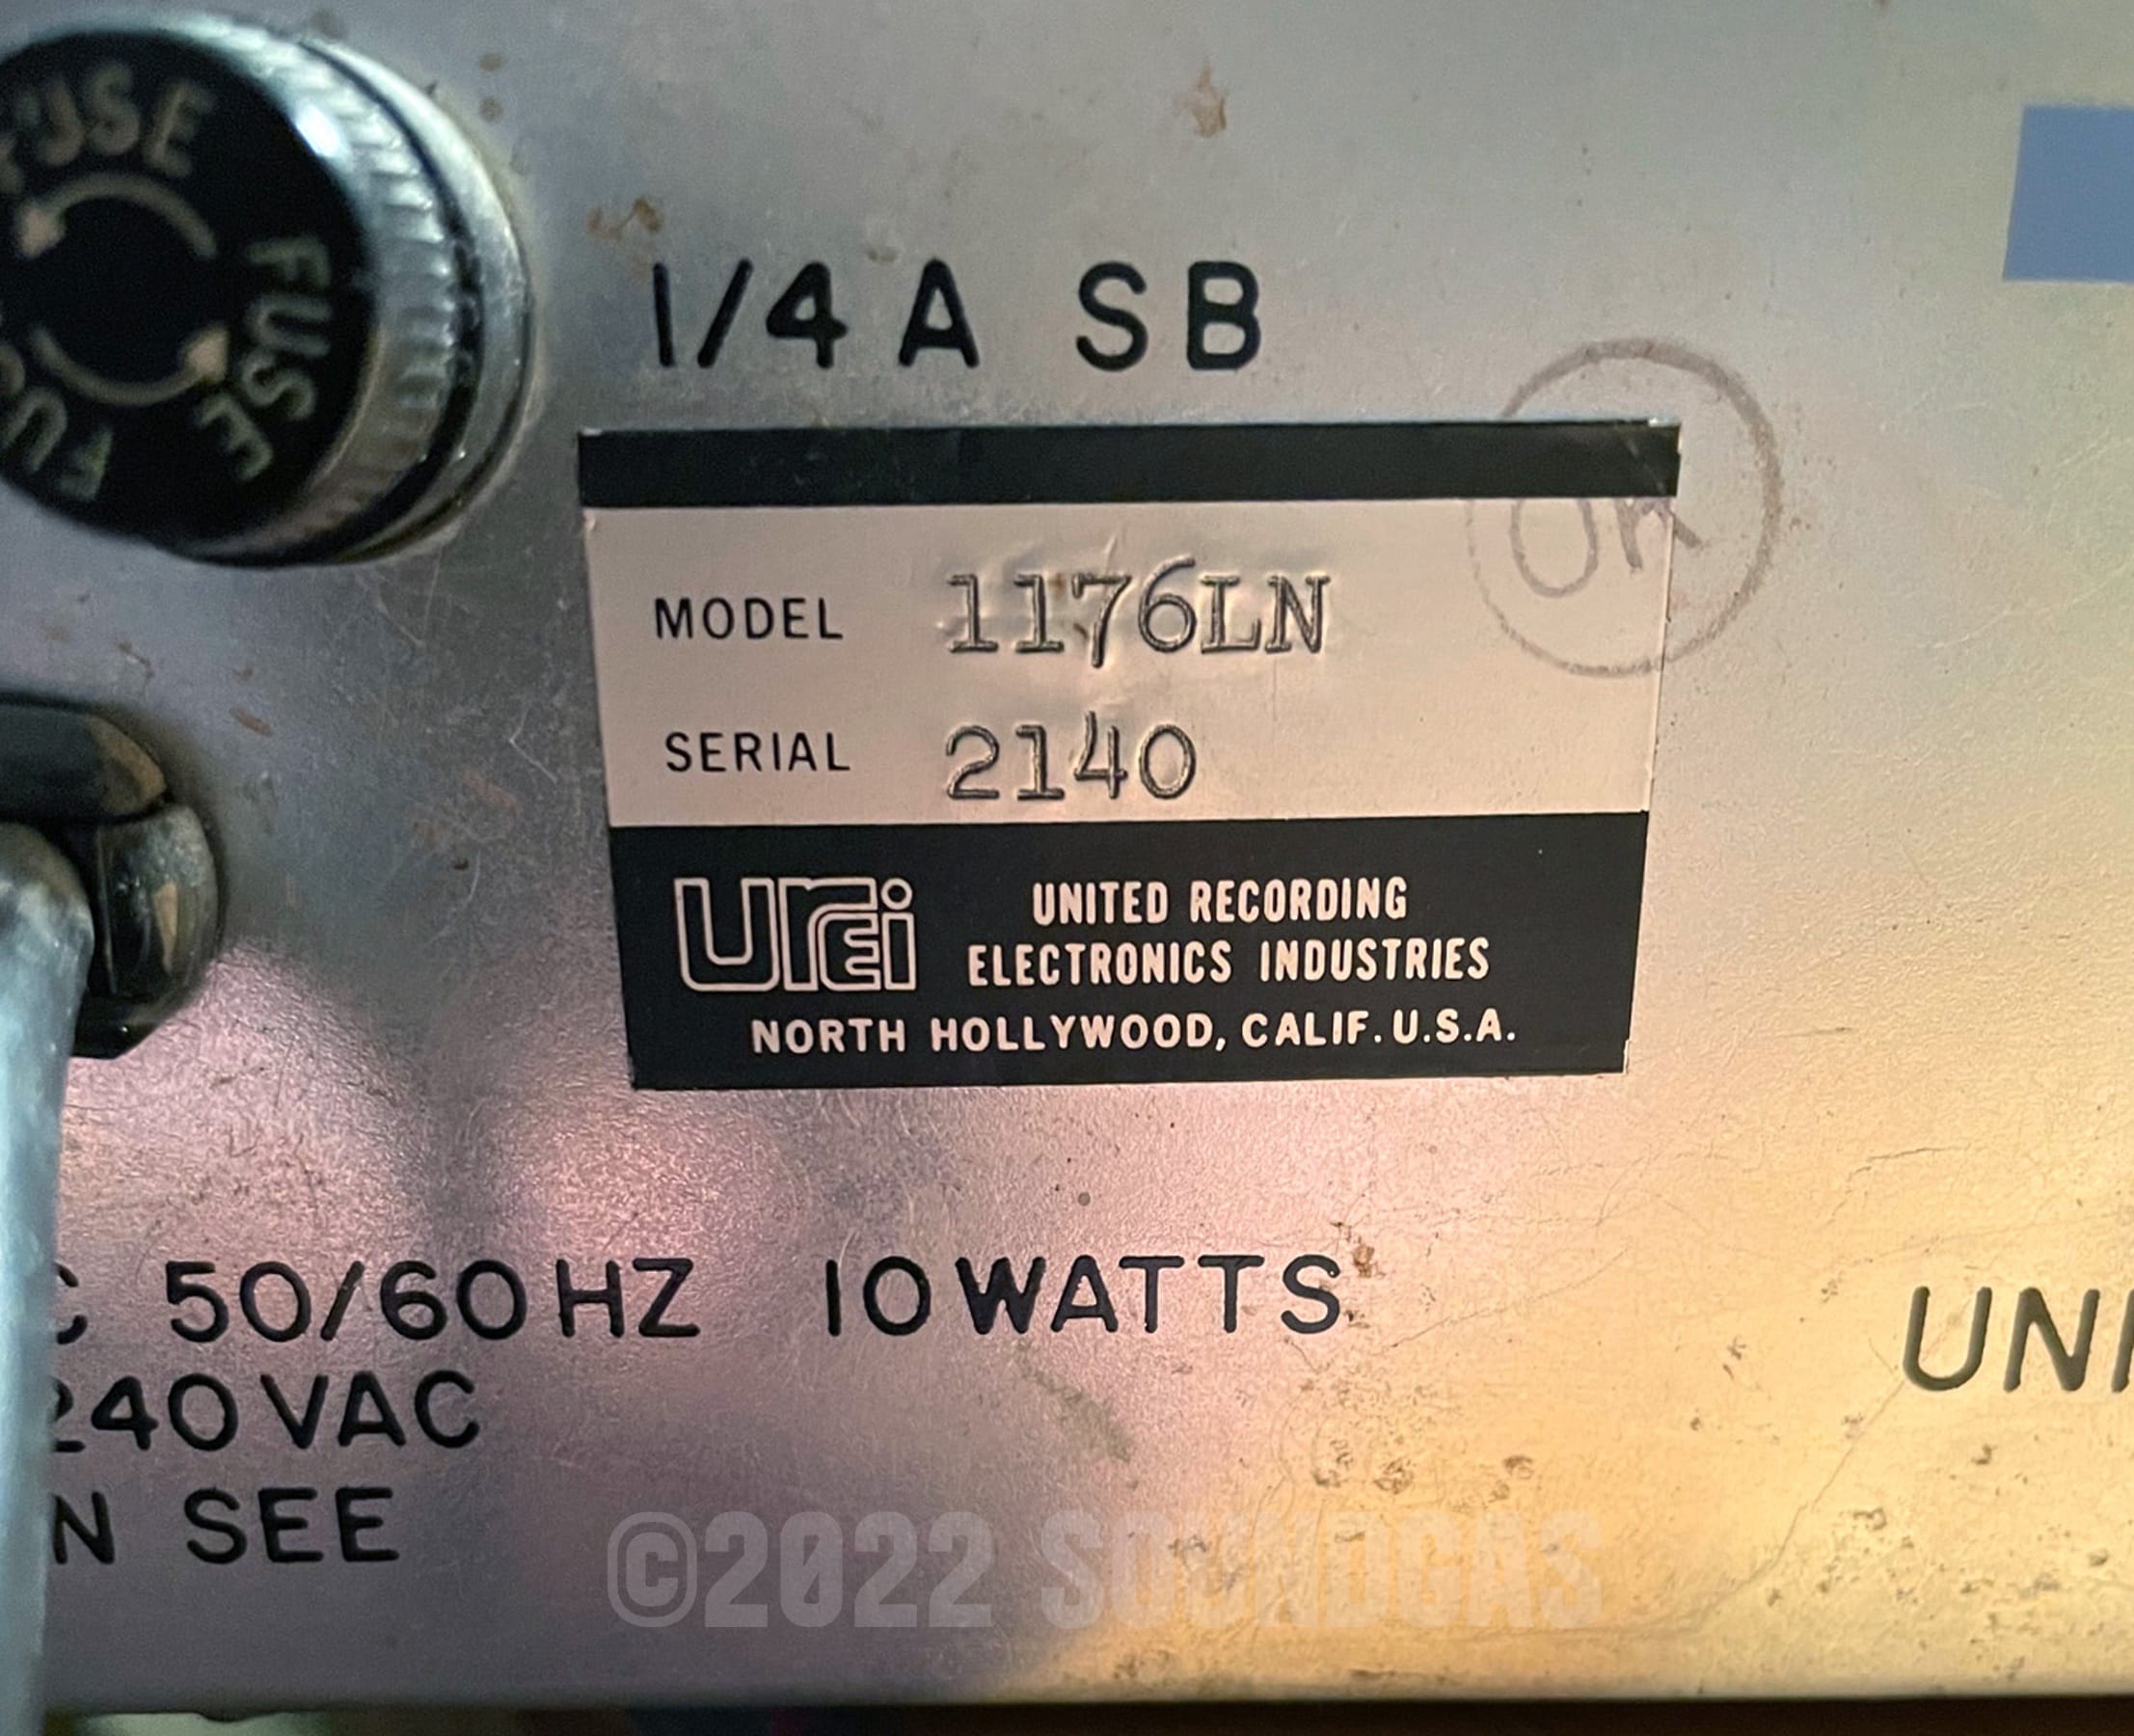 FUSE
FUSE
1/4 A SB
OK
MODEL 1176LN
SERIAL 2140
urei
UNITED RECORDING
ELECTRONICS INDUSTRIES
NORTH HOLLYWOOD, CALIF. U.S.A.
50/60 HZ 10 WATTS
240 VAC
SEE
©2022 SOUNDGAS